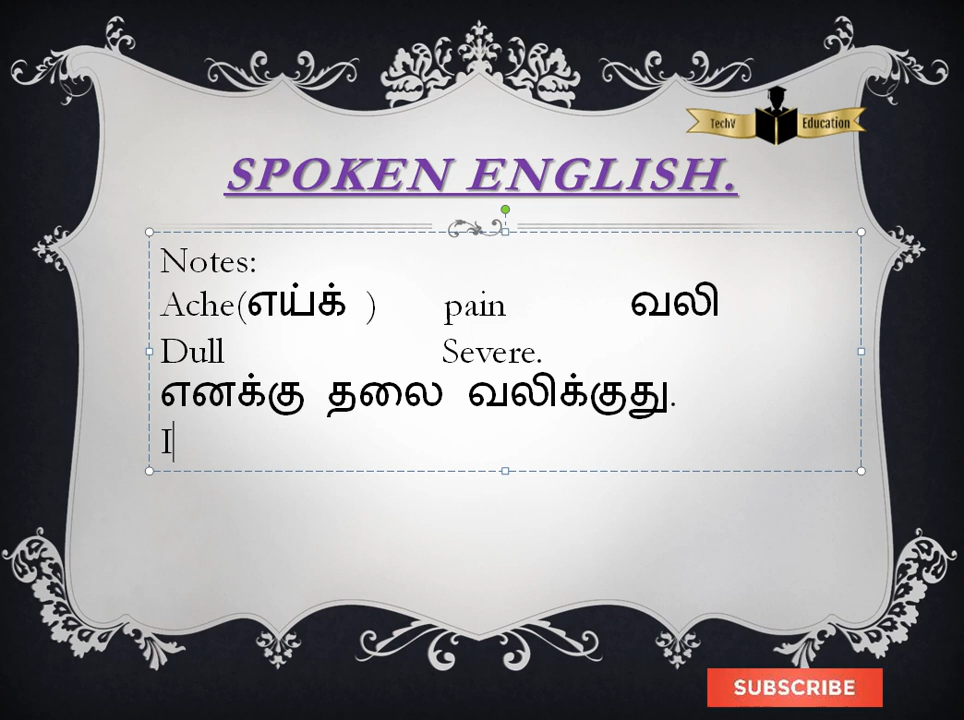 TechV Education
SPOKEN ENGLISH.
Notes:
Ache(எய்க் ) pain வலி
Dull Severe.
எனக்கு தலை வலிக்குது.
I
SUBSCRIBE